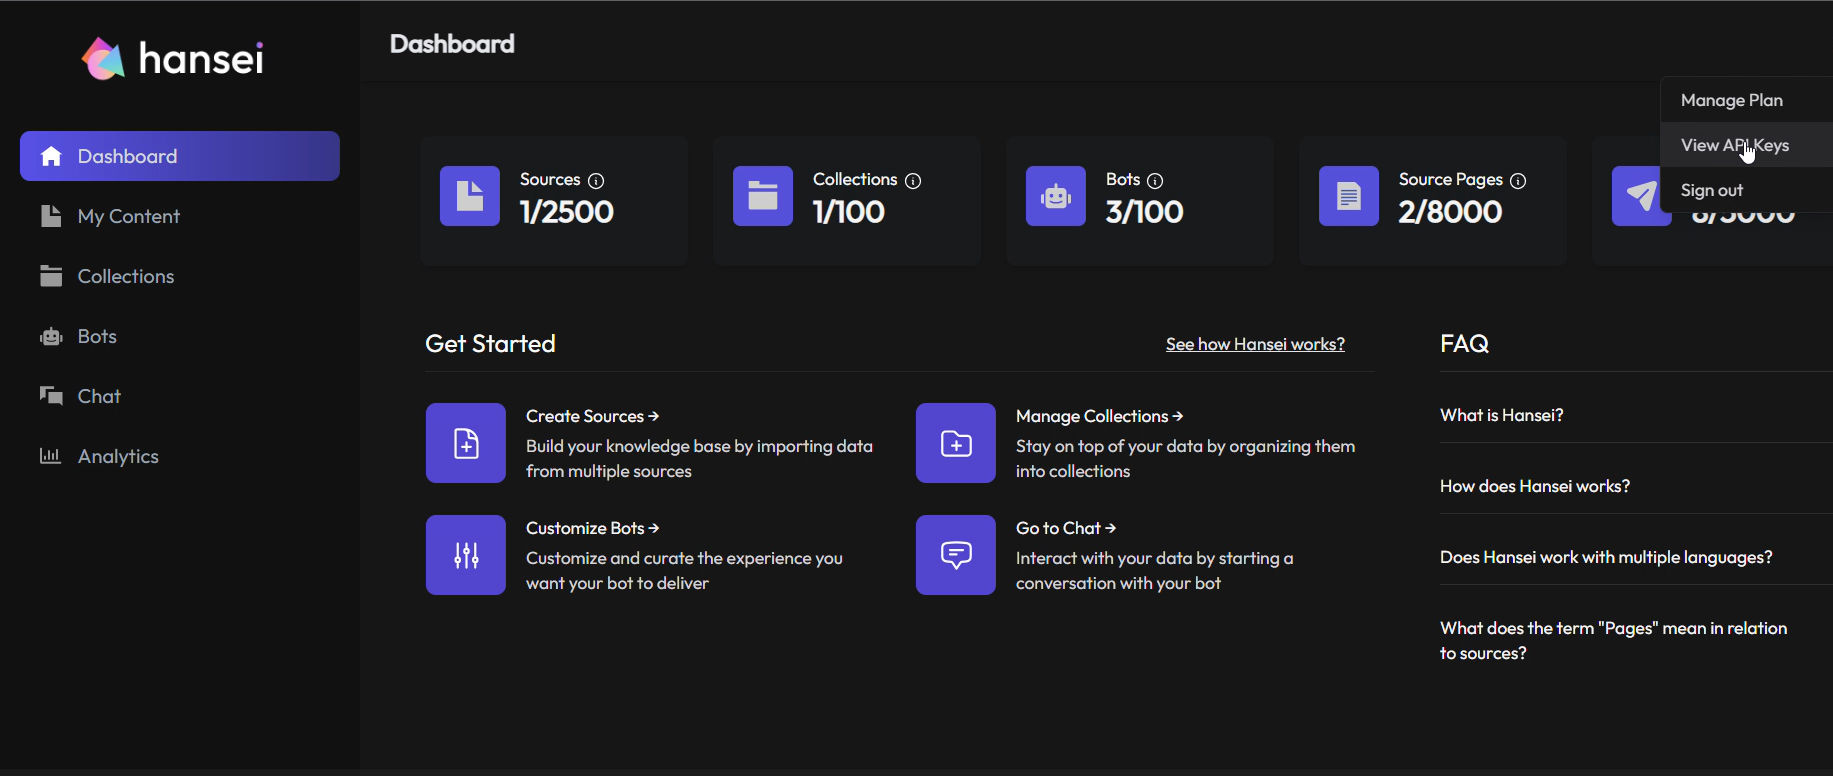 hansei
Dashboard
My Content
Collections
Bots
Chat
Analytics
Dashboard
Manage Plan
View API Keys
Sign out
Sources
1/2500
Collections
1/100
Bots
3/100
Source Pages
2/8000
Get Started
See how Hansei works?
Create Sources →
Build your knowledge base by importing data
from multiple sources
Manage Collections →
Stay on top of your data by organizing them
into collections
Customize Bots →
Customize and curate the experience you
want your bot to deliver
Go to Chat →
Interact with your data by starting a
conversation with your bot
FAQ
What is Hansei?
How does Hansei works?
Does Hansei work with multiple languages?
What does the term "Pages" mean in relation
to sources?